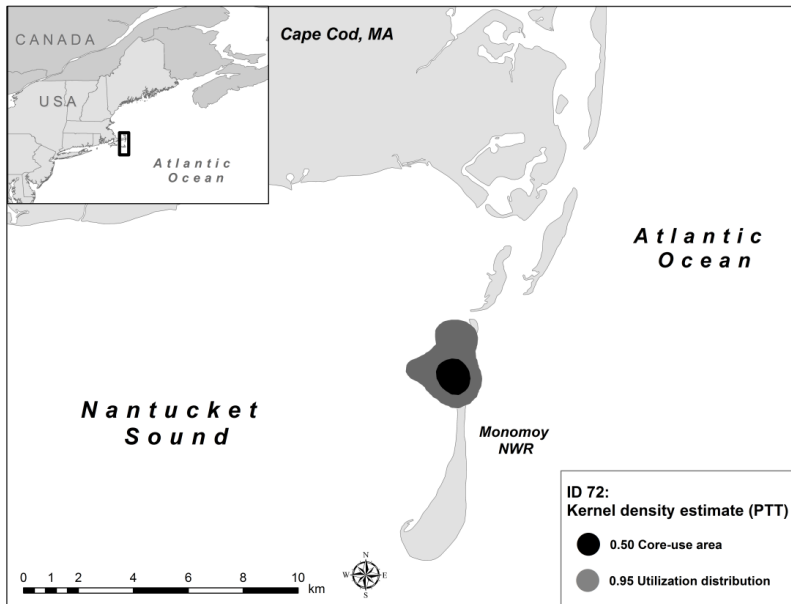 CANADA
USA
Atlantic
Ocean
Cape Cod, MA
Atlantic
Ocean
Nantucket
Sound
Monomoy
NWR
ID 72:
Kernel density estimate (PTT)
0.50 Core-use area
0.95 Utilization distribution
N
W E
S
0 1 2 4 6 8 10
km